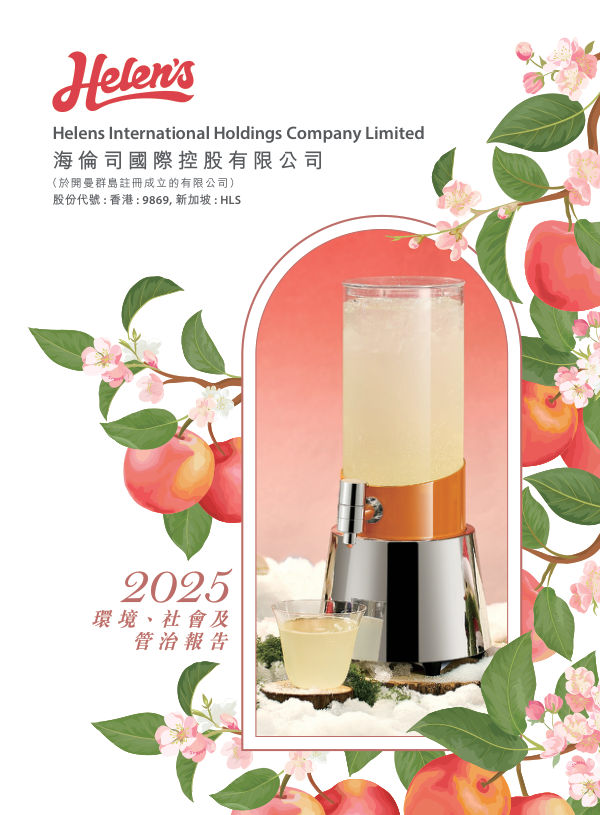 Helen's
Helens International Holdings Company Limited
海倫司國際控股有限公司
（於開曼群島註冊成立的有限公司）
股份代號 : 香港 : 9869, 新加坡 : HLS
2025
環境、社會及
管治報告